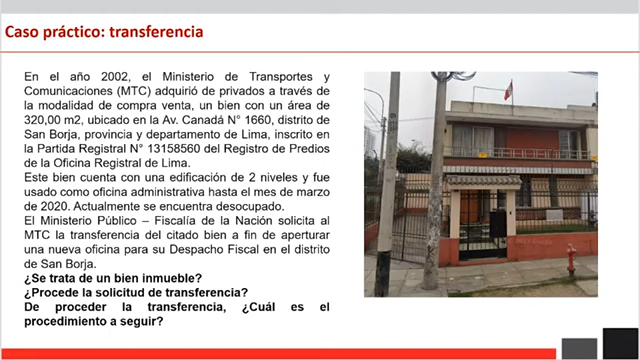 Caso práctico: transferencia
En el año 2002, el Ministerio de Transportes y
Comunicaciones (MTC) adquirió de privados a través de
la modalidad de compra venta, un bien con un área de
320,00 m2, ubicado en la Av. Canadá N° 1660, distrito de
San Borja, provincia y departamento de Lima, inscrito en
la Partida Registral N° 13158560 del Registro de Predios
de la Oficina Registral de Lima.
Este bien cuenta con una edificación de 2 niveles y fue
usado como oficina administrativa hasta el mes de marzo
de 2020. Actualmente se encuentra desocupado.
El Ministerio Público – Fiscalía de la Nación solicita al
MTC la transferencia del citado bien a fin de aperturar
una nueva oficina para su Despacho Fiscal en el distrito
de San Borja.
¿Se trata de un bien inmueble?
¿Procede la solicitud de transferencia?
De proceder la transferencia, ¿Cuál es el
procedimiento a seguir?